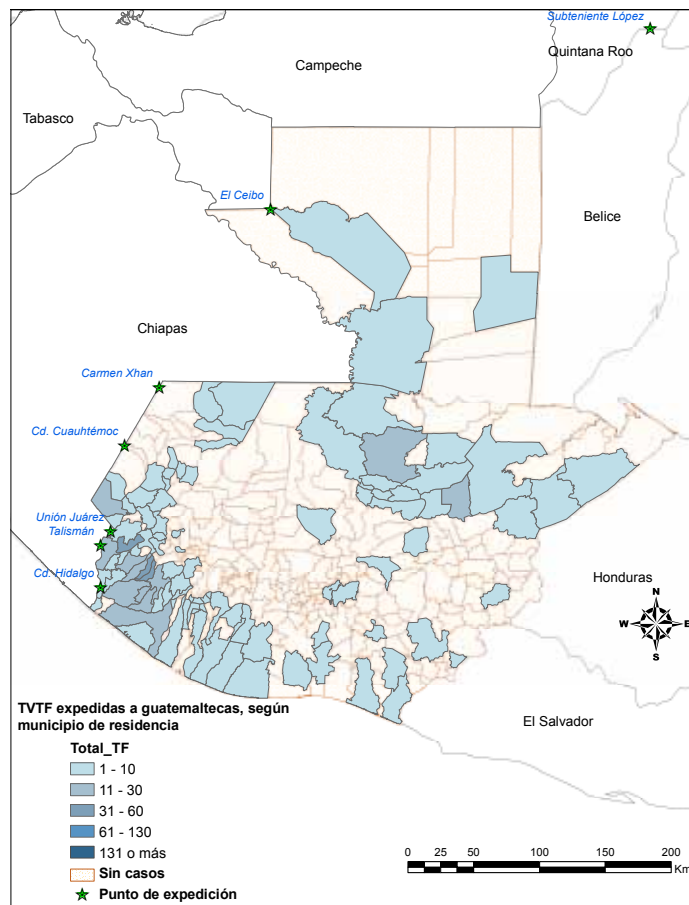 Subteniente López
Quintana Roo
Campeche
Tabasco
El Ceibo
Belice
Chiapas
Carmen Xhan
Cd. Cuauhtémoc
Unión Juárez
Talismán
Cd. Hidalgo
Honduras
N
W E
S
El Salvador
TVTF expedidas a guatemaltecas, según
municipio de residencia
Total_TF
1 - 10
11 - 30
31 - 60
61 - 130
131 o más
Sin casos
Punto de expedición
0 50 100 150 200
Km